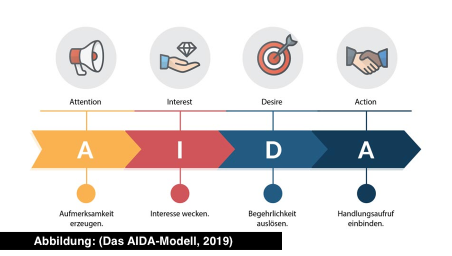 Attention
Interest
Desire
Action
A
I
D
A
Aufmerksamkeit
erzeugen.
Interesse wecken.
Begehrlichkeit
auslösen.
Handlungsaufruf
einbinden.
Abbildung: (Das AIDA-Modell, 2019)